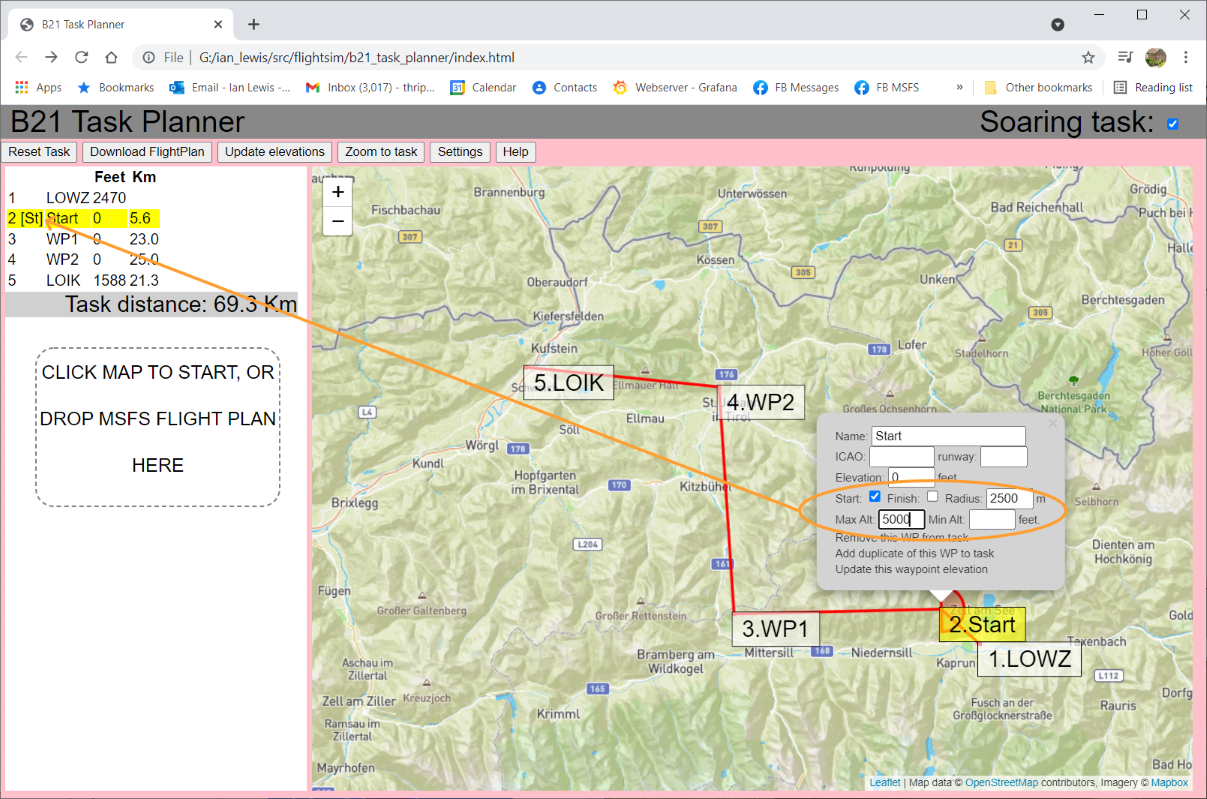 B21 Task Planner
File | G:/ian_lewis/src/flightsim/b21_task_planner/index.html
Apps Bookmarks Email - Ian Lewis -... Inbox (3,017) - thrip... Calendar Contacts Webserver - Grafana FB Messages FB MSFS » Other bookmarks Reading list
B21 Task Planner Soaring task:
Reset Task Download FlightPlan Update elevations Zoom to task Settings Help
Feet Km
1 LOWZ 2470
2 [St] Start 0 5.6
3 WP1 0 23.0
4 WP2 0 25.0
5 LOIK 1588 21.3
Task distance: 69.3 Km
CLICK MAP TO START, OR
DROP MSFS FLIGHT PLAN
HERE
+
−
Brannenburg
Unterwössen
Grödig
Fischbachau
Bad Reichenhall
Puch bei
307
307
21
Kössen
Halle
305
Unken
Oberaudorf
Berchtesgaden
305
Kiefersfelden
Lofer
178
Stadelhorn
Kufstein
Hoher Göll
Ellmauer Halt
176
5.LOIK
Berchtesgaden
National Park
4.WP2
Großes Ochsenhorn
L4
Ellmau
Söll
Wörgl
178
Kundl
Hopfgarten
im Brixental
170
Kitzbühel
Brixlegg
Selbhorn
L204
161
Dienten am
Hochkönig
Name: Start
ICAO: runway:
Elevation: 0 feet
Start: Finish: Radius: 2500 m
Max Alt: 5000 Min Alt: feet.
Remove this WP from task
Add duplicate of this WP to task
Update this waypoint elevation
Fügen
Großer Galtenberg
Großer Rettenstein
Zell am See
Gold
2.Start
3.WP1
Taxenbach
Mittersill
168
Niedernsill
Kaprun
1.LOWZ
Bramberg am
Wildkogel
L112
Aschau im
Zillertal
165
Zell am Ziller
Kreuzjoch
Rauris
Dorfg
Fusch an der
Großglocknerstraße
Krimml
Ramsau im
Zillertal
Mayrhofen
Bad Ho
Leaflet | Map data © OpenStreetMap contributors, Imagery © Mapbox